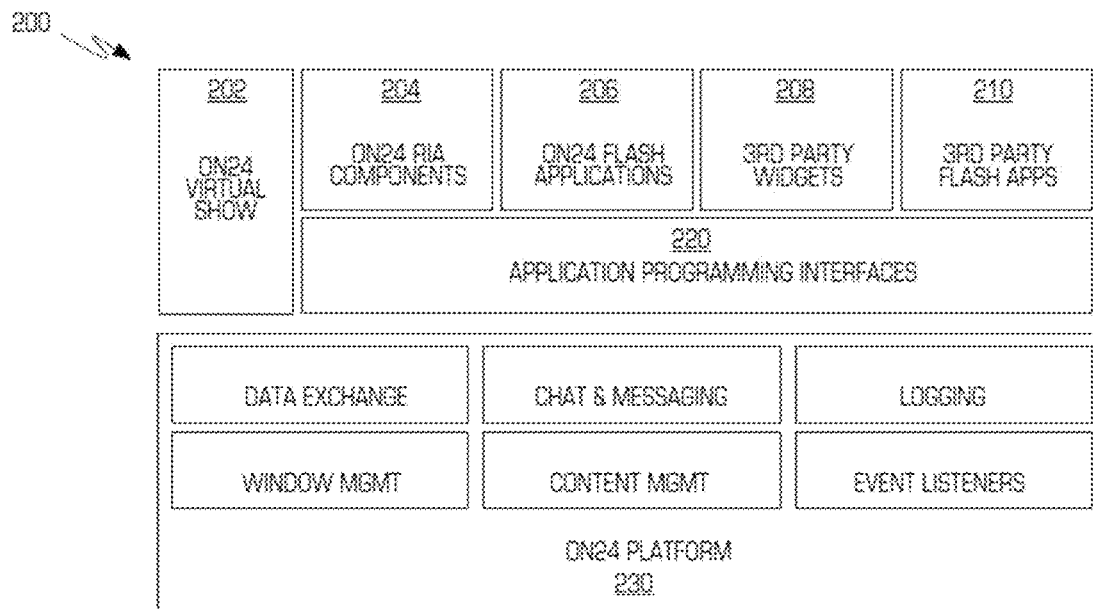 200
202
ON24
VIRTUAL
SHOW
204
ON24 RIA
COMPONENTS
206
ON24 FLASH
APPLICATIONS
208
3RD PARTY
WIDGETS
210
3RD PARTY
FLASH APPS
220
APPLICATION PROGRAMMING INTERFACES
DATA EXCHANGE
CHAT & MESSAGING
LOGGING
WINDOW MGMT
CONTENT MGMT
EVENT LISTENERS
ON24 PLATFORM
230